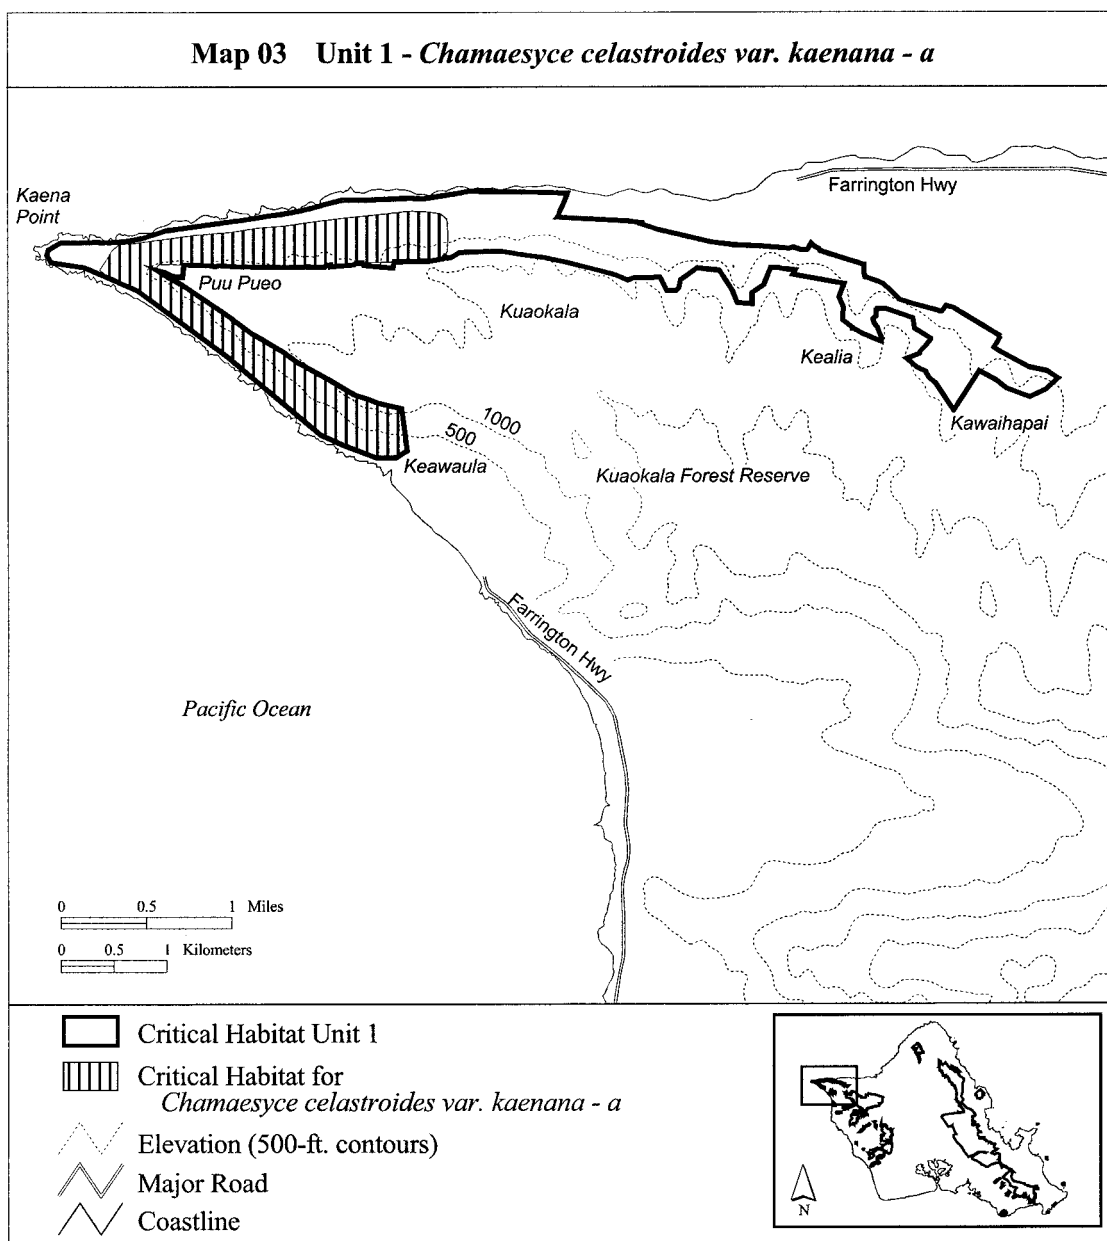 Map 03 Unit 1 - Chamaesyce celastroides var. kaenana - a
Kaena
Point
Farrington Hwy
Puu Pueo
Kuaokala
Kealia
Kawaihapai
1000
500
Keawaula
Kuaokala Forest Reserve
Farrington Hwy
Pacific Ocean
0 0.5 1 Miles
0 0.5 1 Kilometers
Critical Habitat Unit 1
Critical Habitat for
Chamaesyce celastroides var. kaenana - a
Elevation (500-ft. contours)
Major Road
Coastline
N